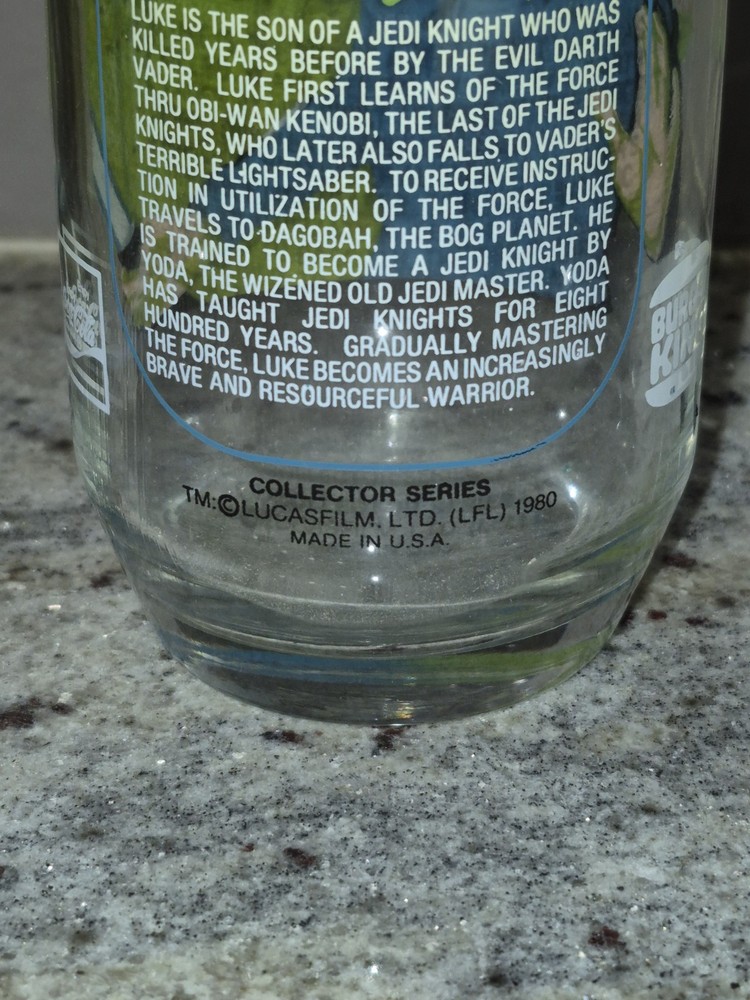 LUKE IS THE SON OF A JEDI KNIGHT WHO WAS
KILLED YEARS BEFORE BY THE EVIL DARTH
VADER. LUKE FIRST LEARNS OF THE FORCE
THRU OBI-WAN KENOBI, THE LAST OF THE JEDI
KNIGHTS, WHO LATER ALSO FALLS TO VADER'S
TERRIBLE LIGHTSABER. TO RECEIVE INSTRUC-
TION IN UTILIZATION OF THE FORCE, LUKE
TRAVELS TO DAGOBAH, THE BOG PLANET. HE
IS TRAINED TO BECOME A JEDI KNIGHT BY
YODA, THE WIZENED OLD JEDI MASTER. YODA
HAS TAUGHT JEDI KNIGHTS FOR EIGHT
HUNDRED YEARS. GRADUALLY MASTERING
THE FORCE, LUKE BECOMES AN INCREASINGLY
BRAVE AND RESOURCEFUL WARRIOR.
COLLECTOR SERIES
TM:©LUCASFILM, LTD. (LFL) 1980
MADE IN U.S.A.
BURGE
KING